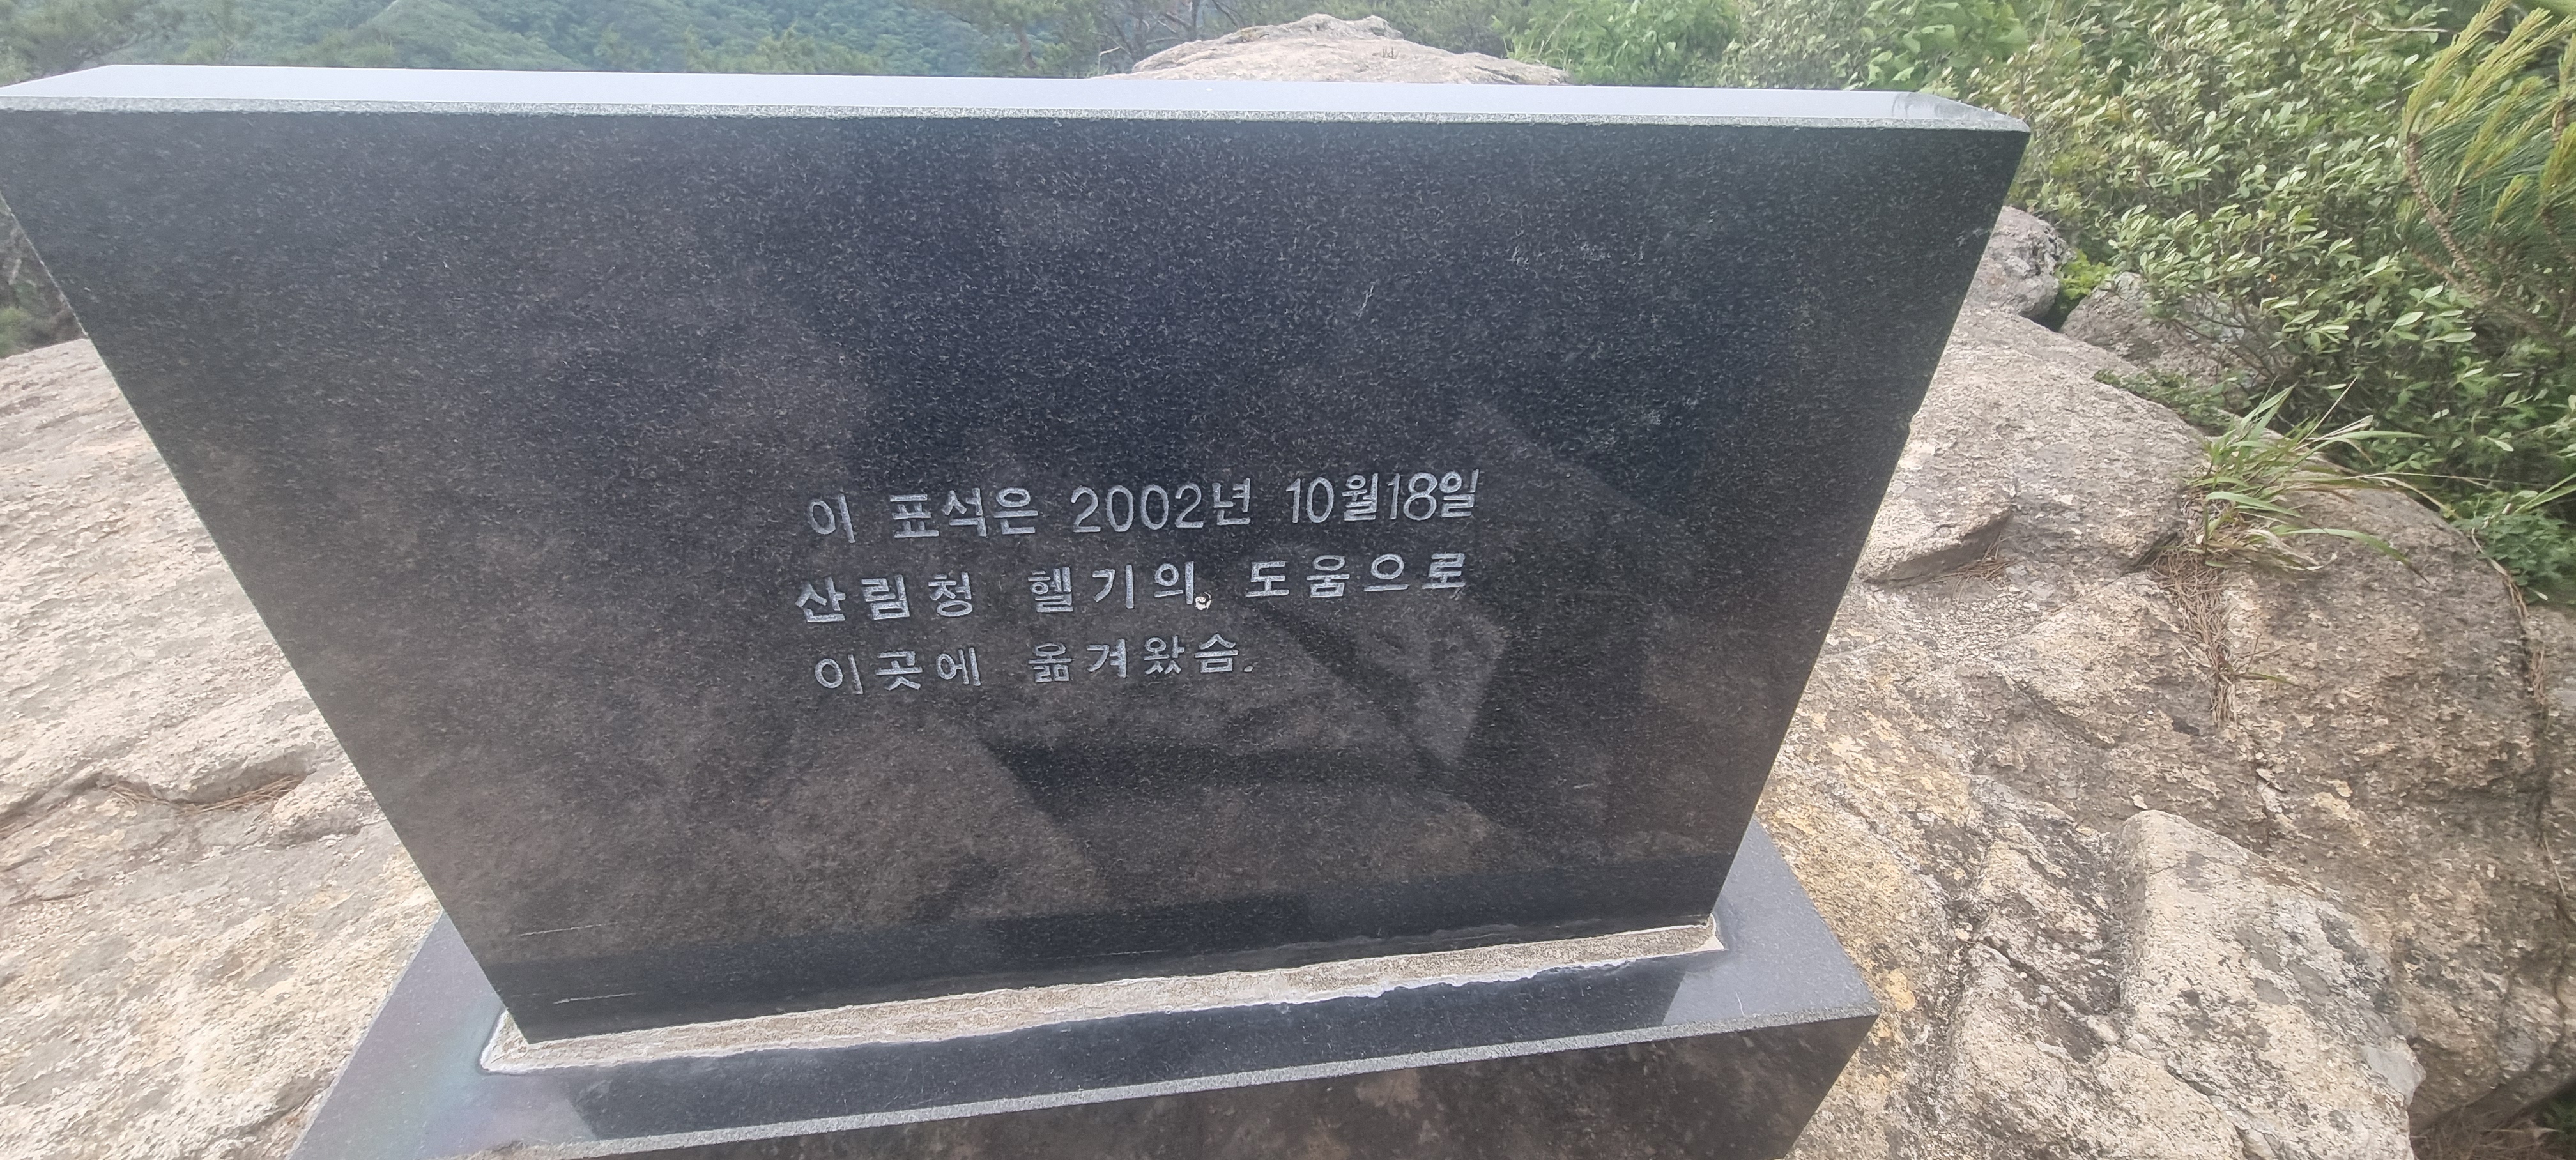 이 표석은 2002년 10월18일
산림청 헬기의 도움으로
이곳에 옮겨왔슴.